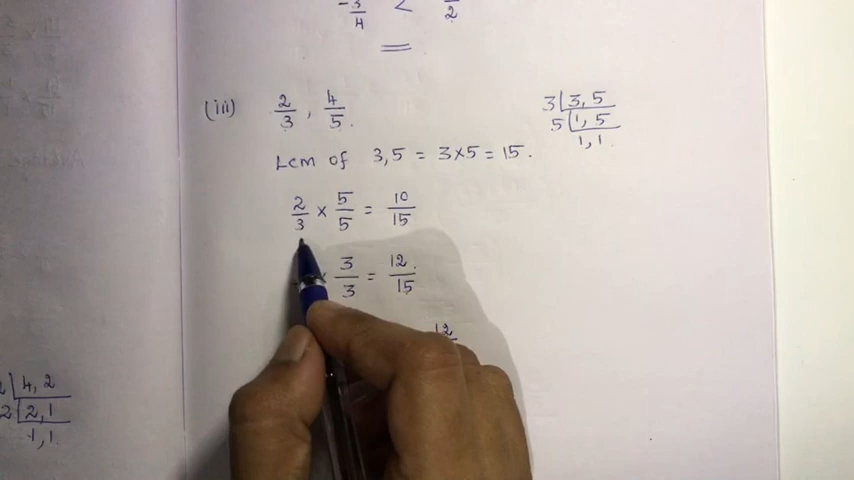 -3/4 < /2
(iii) 2/3 , 4/5.
Lcm of 3,5 = 3×5 = 15.
2/3 × 5/5 = 10/15
× 3/3 = 12/15
12
3 | 3, 5
5 | 1, 5
1, 1.
2 | 4, 2
2 | 2, 1
1, 1.